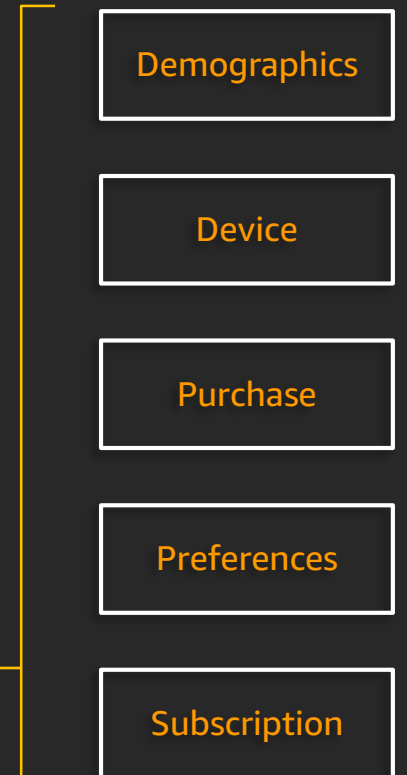 Demographics
Device
Purchase
Preferences
Subscription